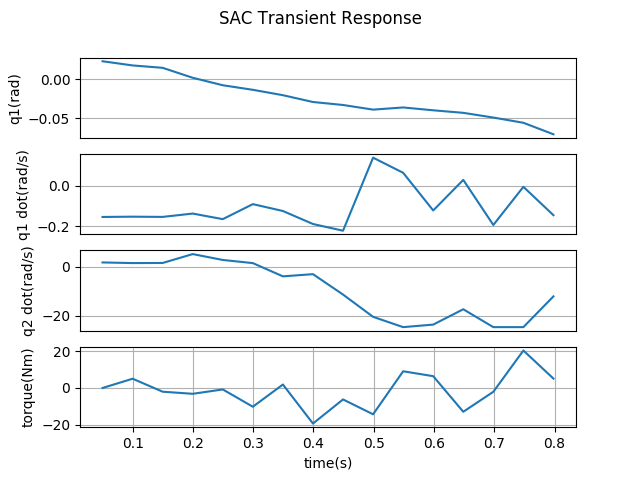 SAC Transient Response
q1(rad)
0.00
−0.05
q1 dot(rad/s)
0.0
−0.2
q2 dot(rad/s)
0
−20
torque(Nm)
20
0
−20
0.1 0.2 0.3 0.4 0.5 0.6 0.7 0.8
time(s)